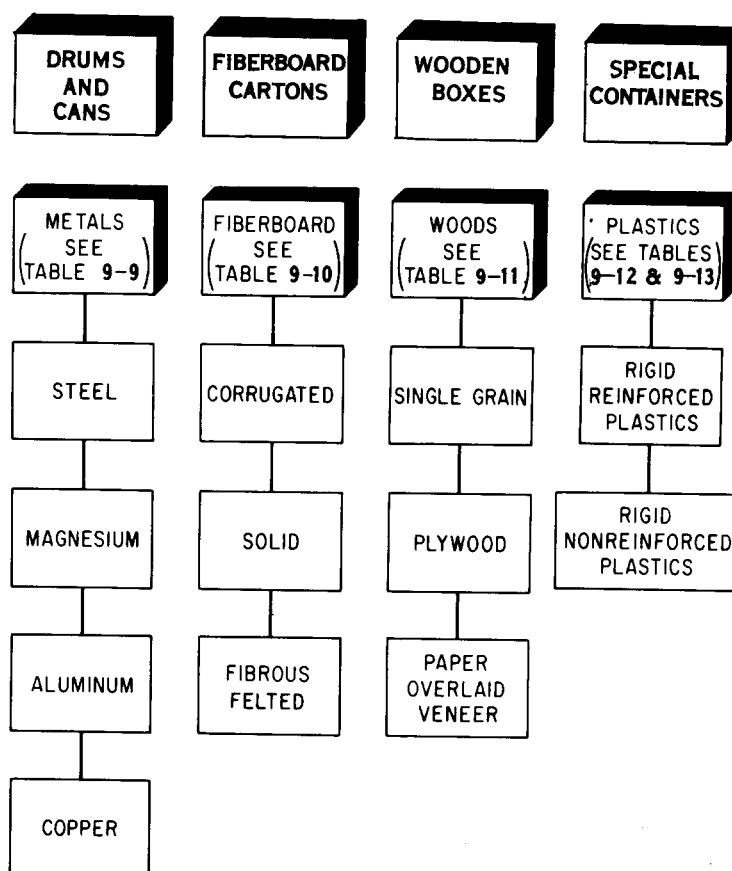 DRUMS
AND
CANS
FIBERBOARD
CARTONS
WOODEN
BOXES
SPECIAL
CONTAINERS
METALS
(SEE
TABLE 9-9)
FIBERBOARD
(SEE
TABLE 9-10)
WOODS
(SEE
TABLE 9-11)
PLASTICS
(SEE TABLES
9-12 & 9-13)
STEEL
CORRUGATED
SINGLE GRAIN
RIGID
REINFORCED
PLASTICS
MAGNESIUM
SOLID
PLYWOOD
RIGID
NONREINFORCED
PLASTICS
ALUMINUM
FIBROUS
FELTED
PAPER
OVERLAID
VENEER
COPPER